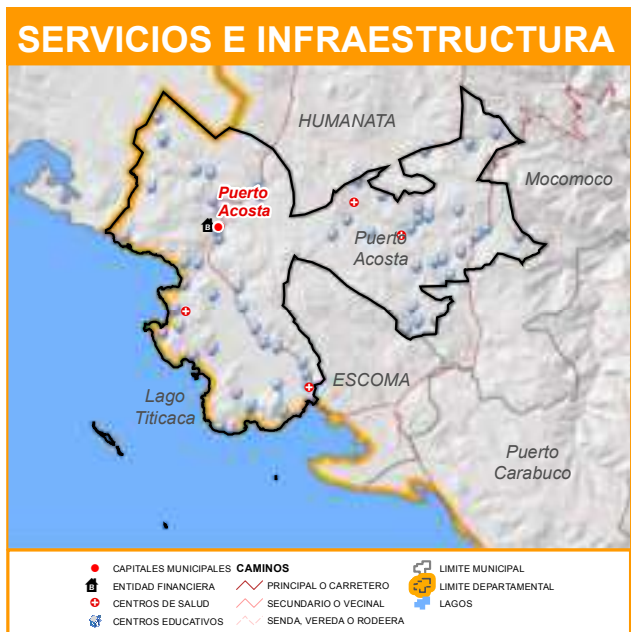 SERVICIOS E INFRAESTRUCTURA
HUMANATA
Mocomoco
Puerto
Acosta
B
Puerto
Acosta
ESCOMA
Lago
Titicaca
Puerto
Carabuco
CAPITALES MUNICIPALES
B ENTIDAD FINANCIERA
CENTROS DE SALUD
CENTROS EDUCATIVOS
CAMINOS
PRINCIPAL O CARRETERO
SECUNDARIO O VECINAL
SENDA, VEREDA O RODEERA
LIMITE MUNICIPAL
LIMITE DEPARTAMENTAL
LAGOS